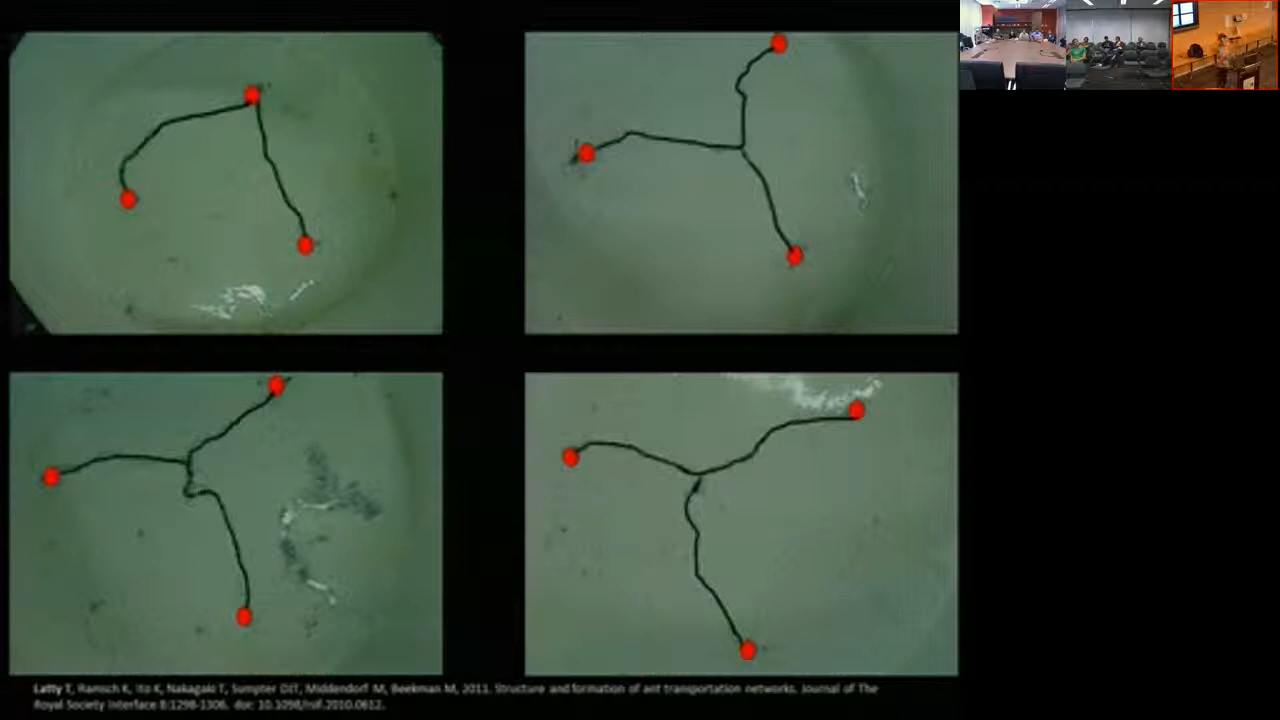 Latty T, Ramsch K, Ito K, Nakagaki T, Sumpter DJT, Middendorf M, Beekman M, 2011. Structure and formation of ant transportation networks. Journal of The
Royal Society Interface 8:1298-1306. doi: 10.1098/rsif.2010.0612.